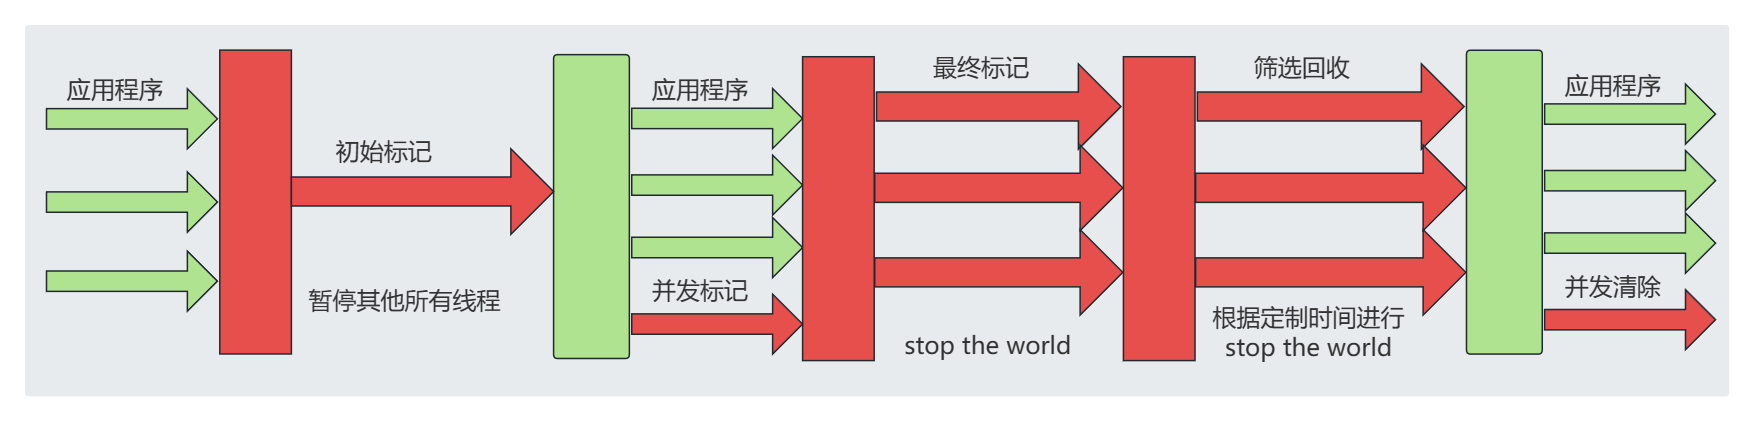 应用程序
初始标记
暂停其他所有线程
应用程序
并发标记
最终标记
stop the world
筛选回收
根据定制时间进行
stop the world
应用程序
并发清除